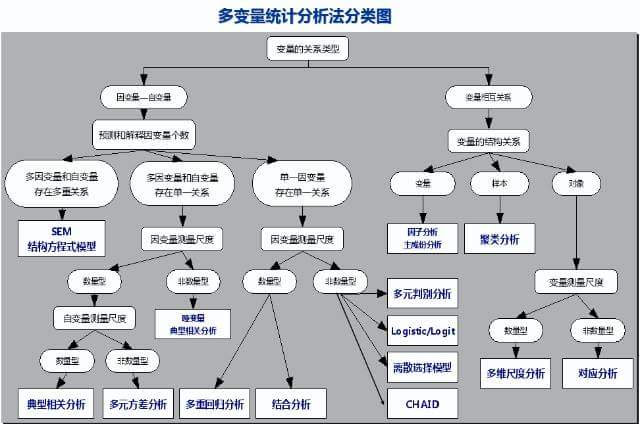 多变量统计分析法分类图
变量的关系类型
因变量—自变量
变量相互关系
预测和解释因变量个数
变量的结构关系
多因变量和自变量
存在多重关系
多因变量和自变量
存在单一关系
单一因变量
存在单一关系
变量
样本
对象
SEM
结构方程式模型
因变量测量尺度
因变量测量尺度
因子分析
主成份分析
聚类分析
数量型
非数量型
数量型
非数量型
变量测量尺度
自变量测量尺度
哑变量
典型相关分析
多元判别分析
Logistic/Logit
数量型
非数量型
数量型
非数量型
离散选择模型
多维尺度分析
对应分析
典型相关分析
多元方差分析
多重回归分析
结合分析
CHAID